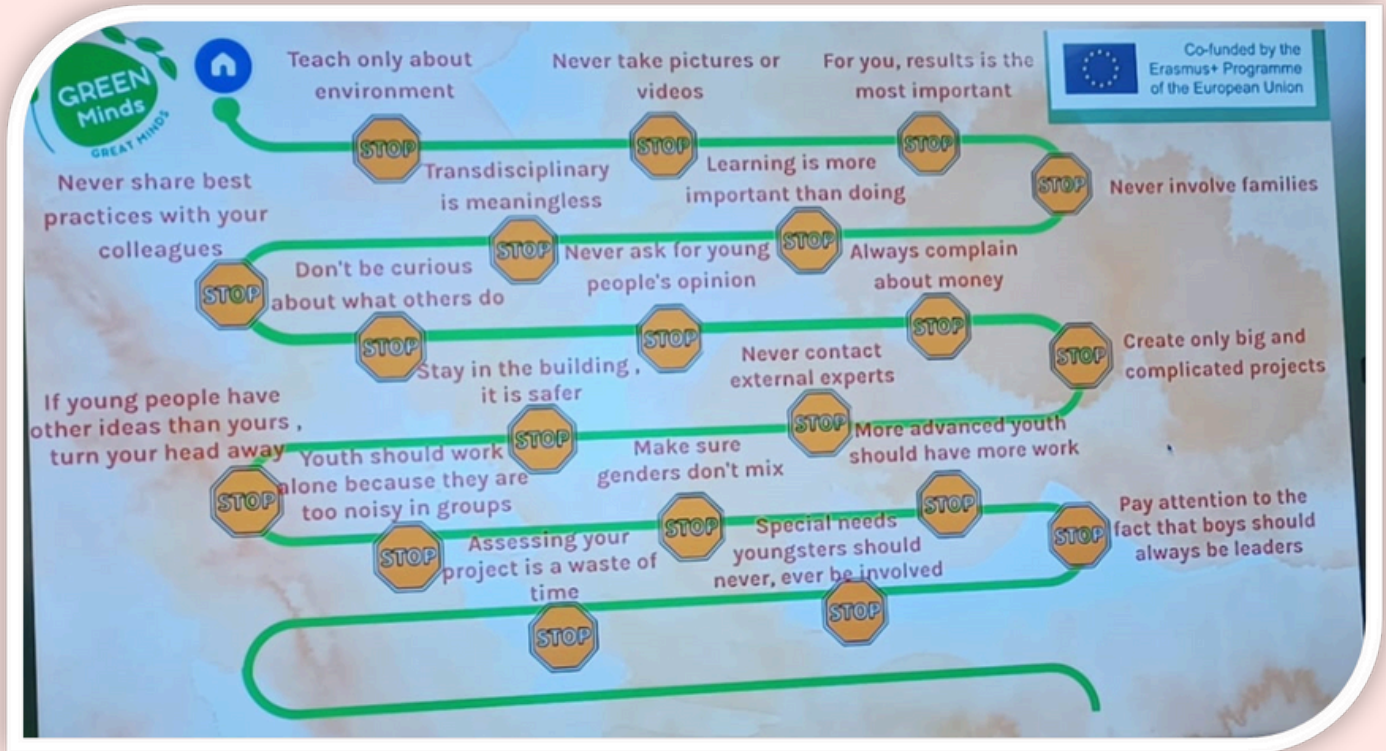 GREEN
Minds
GREAT MINDS
Co-funded by the
Erasmus+ Programme
of the European Union
Teach only about
environment
STOP
Never take pictures or
videos
STOP
For you, results is the
most important
STOP
Never involve families
STOP
Learning is more
important than doing
STOP
Transdisciplinary
is meaningless
STOP
Never share best
practices with your
colleagues
STOP
Don't be curious
about what others do
STOP
Never ask for young
people's opinion
STOP
Always complain
about money
STOP
Create only big and
complicated projects
STOP
Never contact
external experts
STOP
Stay in the building ,
it is safer
STOP
If young people have
other ideas than yours ,
turn your head away
STOP
Youth should work
alone because they are
too noisy in groups
STOP
Make sure
genders don't mix
STOP
More advanced youth
should have more work
STOP
Pay attention to the
fact that boys should
always be leaders
STOP
Special needs
youngsters should
never, ever be involved
STOP
Assessing your
project is a waste of
time
STOP